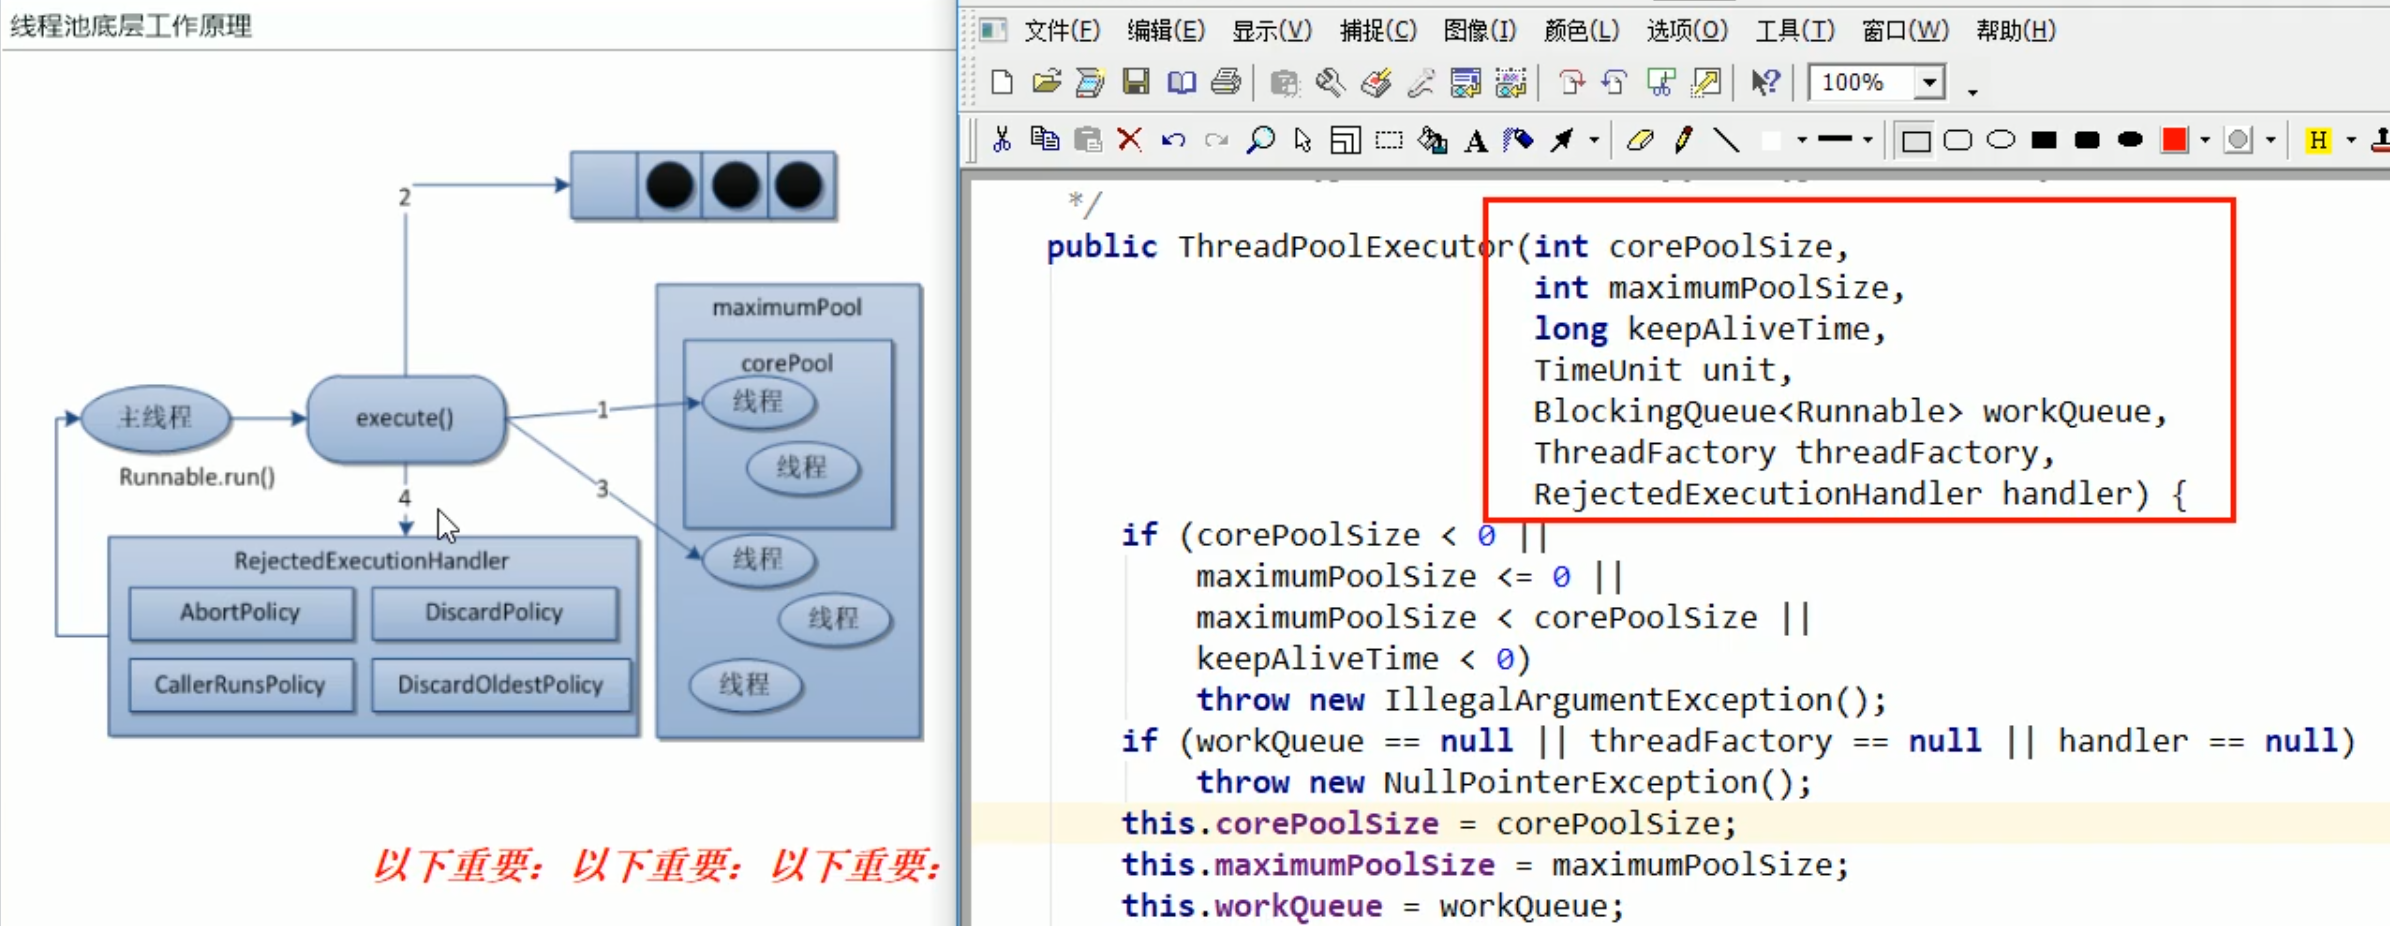 线程池底层工作原理
2
maximumPool
corePool
线程
线程
1
主线程
execute()
Runnable.run()
3
4
线程
线程
线程
RejectedExecutionHandler
AbortPolicy
DiscardPolicy
CallerRunsPolicy
DiscardOldestPolicy
以下重要：以下重要：以下重要：
文件(F) 编辑(E) 显示(V) 捕捉(C) 图像(I) 颜色(L) 选项(O) 工具(T) 窗口(W) 帮助(H)
100%
A
H
*/
public ThreadPoolExecutor(int corePoolSize,
int maximumPoolSize,
long keepAliveTime,
TimeUnit unit,
BlockingQueue<Runnable> workQueue,
ThreadFactory threadFactory,
RejectedExecutionHandler handler) {
if (corePoolSize < 0 ||
maximumPoolSize <= 0 ||
maximumPoolSize < corePoolSize ||
keepAliveTime < 0)
throw new IllegalArgumentException();
if (workQueue == null || threadFactory == null || handler == null)
throw new NullPointerException();
this.corePoolSize = corePoolSize;
this.maximumPoolSize = maximumPoolSize;
this.workQueue = workQueue;